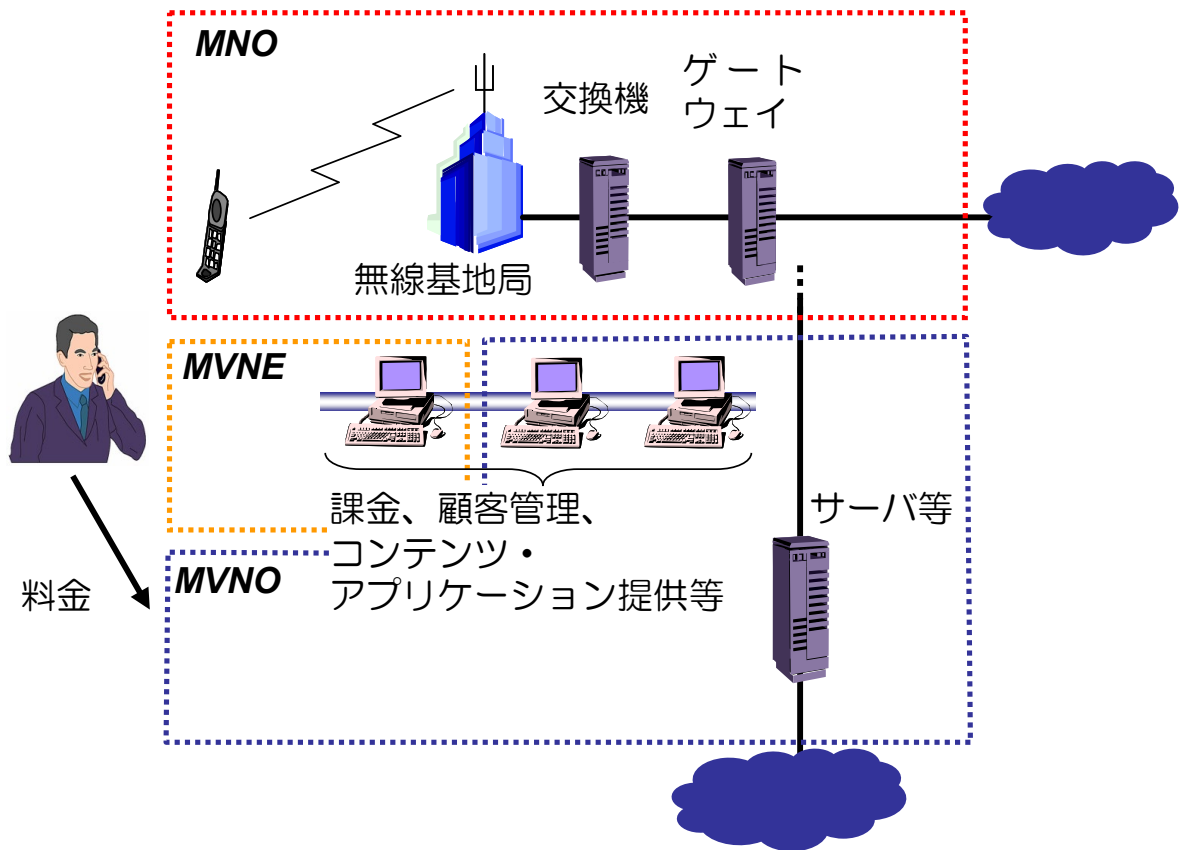 MNO
交換機
ゲート
ウェイ
無線基地局
MVNE
課金、顧客管理、
コンテンツ・
アプリケーション提供等
サーバ等
MVNO
料金